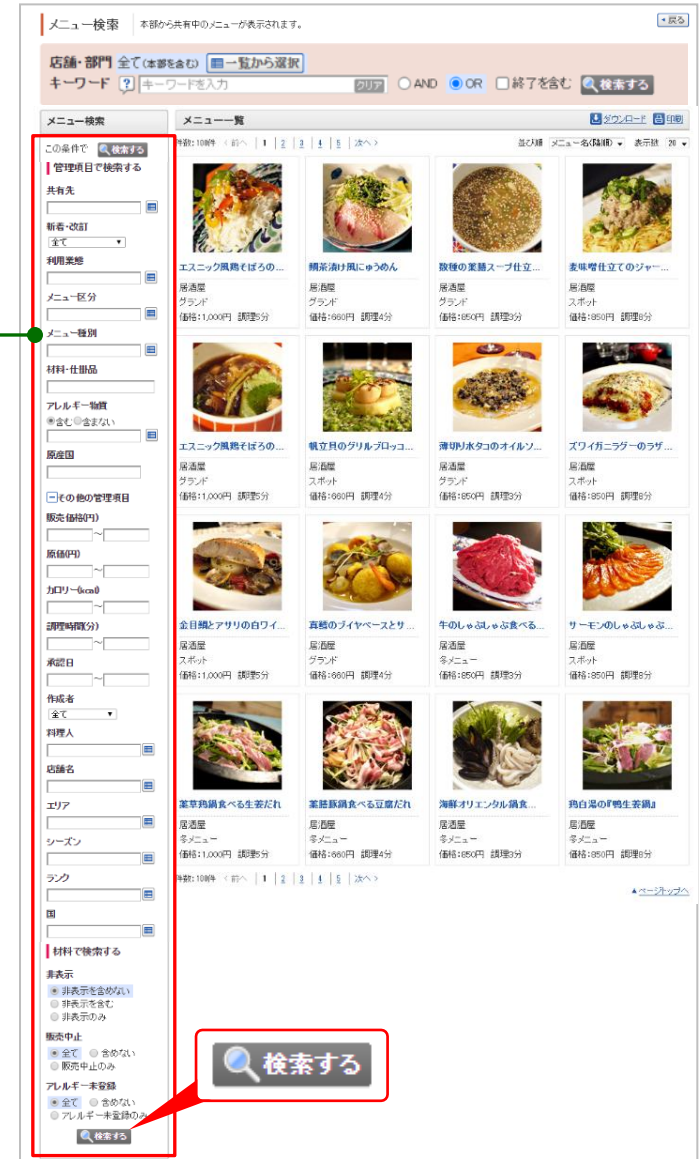 メニュー検索 本部から共有中のメニューが表示されます。 戻る
店舗・部門 全て(本部を含む) 一覧から選択
キーワード ? キーワードを入力 クリア AND OR 終了を含む 検索する
メニュー検索
この条件で 検索する
管理項目で検索する
共有先
新着・改訂
全て
利用業態
メニュー区分
メニュー種別
材料・仕掛品
アレルギー物質
含む 含まない
原産国
その他の管理項目
販売価格(円)
～
原価(円)
～
カロリー(kcal)
～
調理時間(分)
～
承認日
～
作成者
全て
料理人
店舗名
エリア
シーズン
ランク
国
材料で検索する
非表示
非表示を含めない
非表示を含む
非表示のみ
販売中止
全て 含めない
販売中止のみ
アレルギー未登録
全て 含めない
アレルギー未登録のみ
検索する
メニュー一覧 ダウンロード 印刷
件数:108件 <前へ | 1 | 2 | 3 | 4 | 5 | 次へ> 並び順 メニュー名(降順) 表示数 20
エスニック風鶏そぼろの... 鯛茶漬け風にゅうめん 数種の薬膳スープ仕立... 麦味噌仕立てのジャー...
居酒屋 居酒屋 居酒屋 居酒屋
グランド グランド グランド スポット
価格:1,000円 調理5分 価格:660円 調理4分 価格:850円 調理3分 価格:850円 調理8分
エスニック風鶏そぼろの... 帆立貝のグリルブロッコ... 薄切り水タコのオイルソ... ズワイガニラグーのラザ...
居酒屋 居酒屋 居酒屋 居酒屋
グランド スポット グランド スポット
価格:1,000円 調理5分 価格:660円 調理4分 価格:850円 調理3分 価格:850円 調理8分
金目鯛とアサリの白ワイ... 真鯛のブイヤベースとサ... 牛のしゃぶしゃぶ食べる... サーモンのしゃぶしゃぶ...
居酒屋 居酒屋 居酒屋 居酒屋
スポット グランド 冬メニュー スポット
価格:1,000円 調理5分 価格:660円 調理4分 価格:850円 調理3分 価格:850円 調理8分
薬草鶏鍋食べる生姜だれ 薬膳豚鍋食べる豆腐だれ 海鮮オリエンタル鍋食... 鶏白湯の『鴨生姜鍋』
居酒屋 居酒屋 居酒屋 居酒屋
冬メニュー 冬メニュー 冬メニュー 冬メニュー
価格:1,000円 調理5分 価格:660円 調理4分 価格:850円 調理3分 価格:850円 調理8分
件数:108件 <前へ | 1 | 2 | 3 | 4 | 5 | 次へ>
▲ページトップへ
検索する